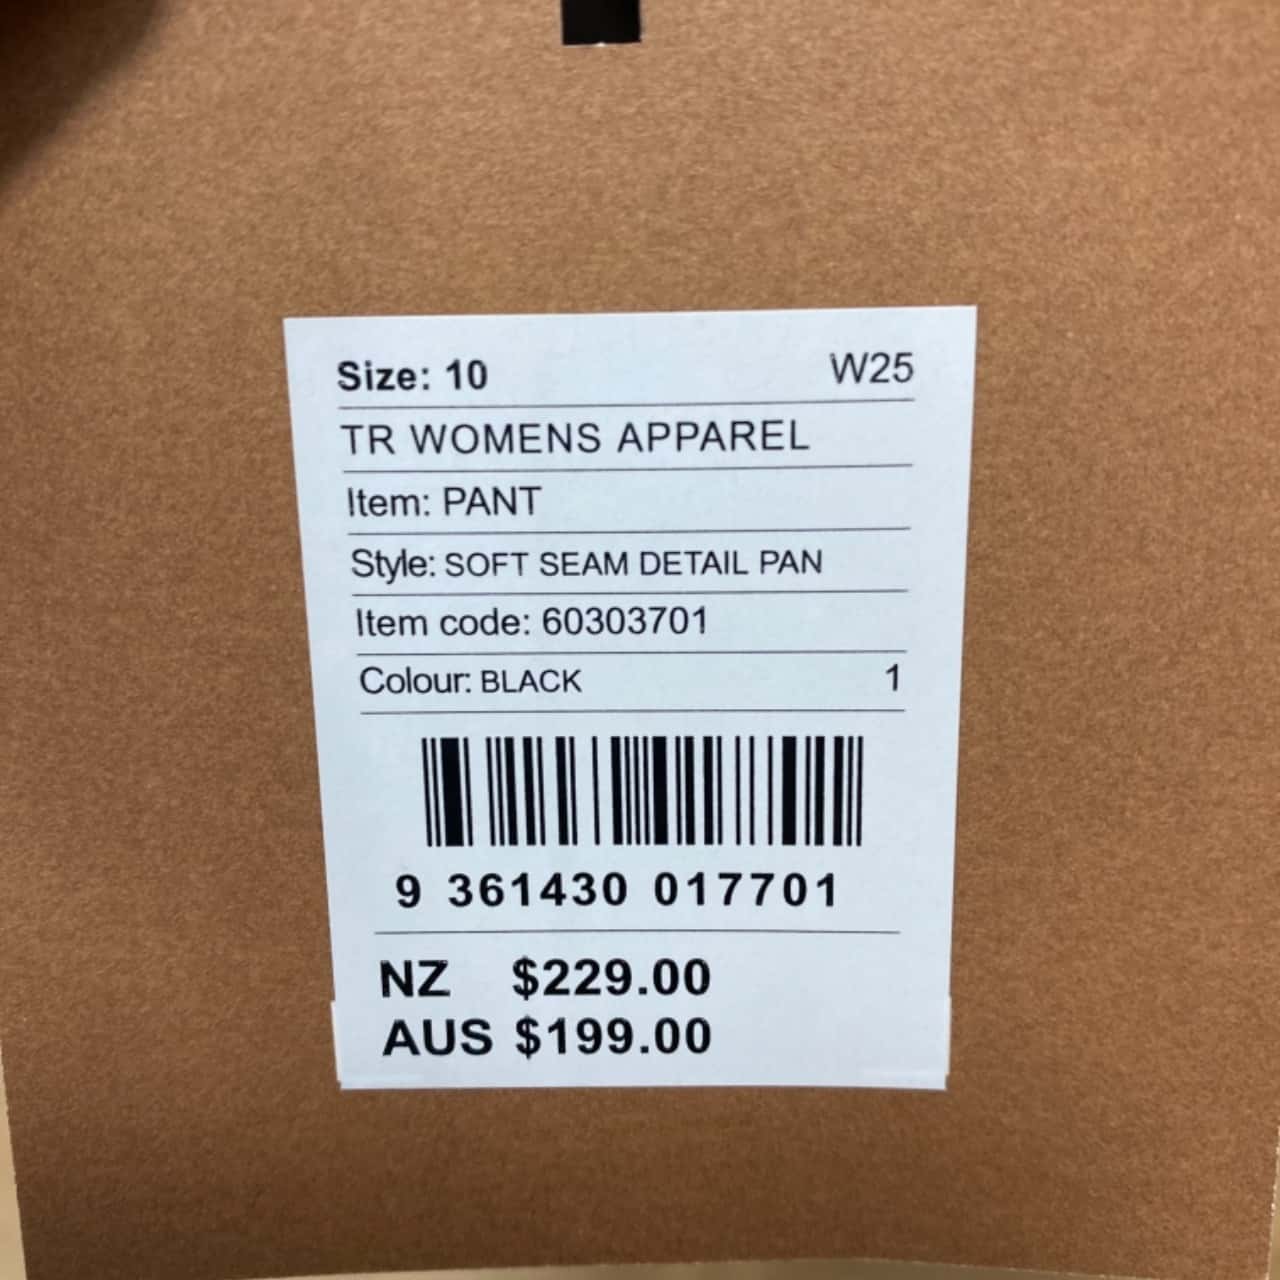 Size: 10 W25
TR WOMENS APPAREL
Item: PANT
Style: SOFT SEAM DETAIL PAN
Item code: 60303701
Colour: BLACK 1
9 361430 017701
NZ $229.00
AUS $199.00